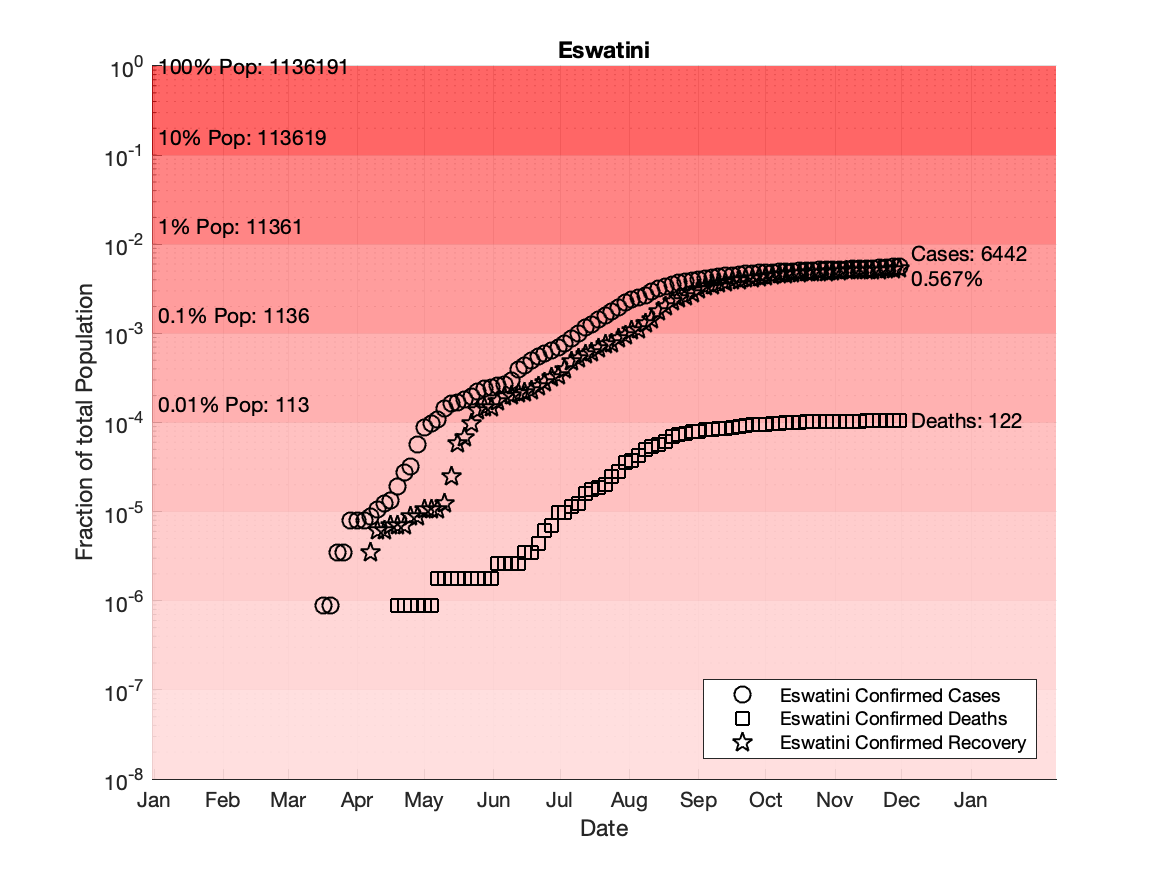 Eswatini
10^0
100% Pop: 1136191
10% Pop: 113619
10^-1
1% Pop: 11361
10^-2
Cases: 6442
0.567%
0.1% Pop: 1136
10^-3
0.01% Pop: 113
10^-4
Deaths: 122
10^-5
10^-6
10^-7
10^-8
Fraction of total Population
Eswatini Confirmed Cases
Eswatini Confirmed Deaths
Eswatini Confirmed Recovery
Jan Feb Mar Apr May Jun Jul Aug Sep Oct Nov Dec Jan
Date